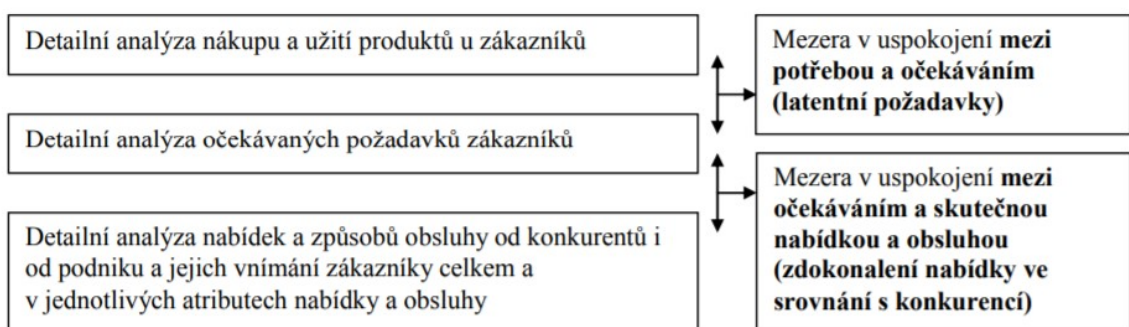 Detailní analýza nákupu a užití produktů u zákazníků
Detailní analýza očekávaných požadavků zákazníků
Detailní analýza nabídek a způsobů obsluhy od konkurentů i
od podniku a jejich vnímání zákazníky celkem a
v jednotlivých atributech nabídky a obsluhy
Mezera v uspokojení mezi
potřebou a očekáváním
(latentní požadavky)
Mezera v uspokojení mezi
očekáváním a skutečnou
nabídkou a obsluhou
(zdokonalení nabídky ve
srovnání s konkurencí)